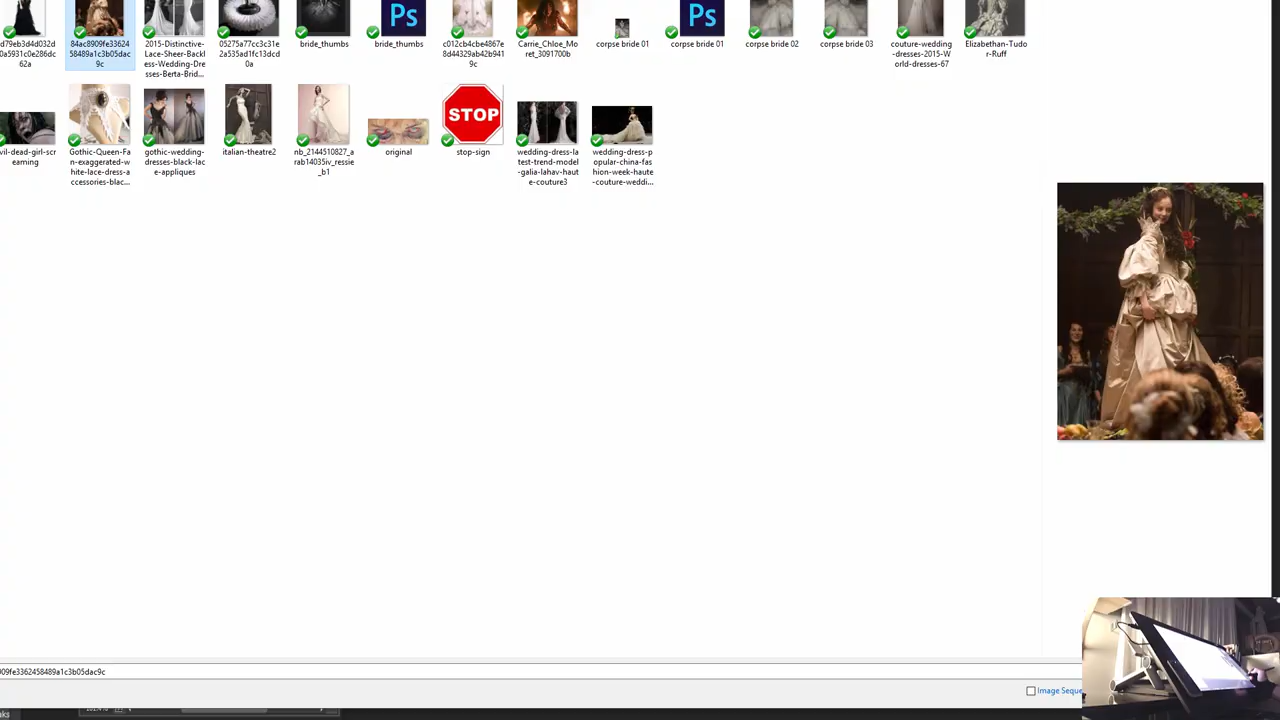 d79eb3d4d032d
0a5931c0e286dc
62a
84ac8909fe33624
58489a1c3b05dac
9c
2015-Distinctive-
Lace-Sheer-Backl
ess-Wedding-Dre
sses-Berta-Brid...
05275a77cc3c31e
2a535ad1fc13dcd
0a
bride_thumbs
Ps
bride_thumbs
c012cb4cbe4867e
8d44329ab42b941
9c
Carrie_Chloe_Mo
ret_3091700b
corpse bride 01
Ps
corpse bride 01
corpse bride 02
corpse bride 03
couture-wedding
-dresses-2015-W
orld-dresses-67
Elizabethan-Tudo
r-Ruff
vil-dead-girl-scr
eaming
Gothic-Queen-Fa
n-exaggerated-w
hite-lace-dress-a
ccessories-blac...
gothic-wedding-
dresses-black-lac
e-appliques
italian-theatre2
nb_2144510827_a
rab14035iv_ressie
_b1
original
STOP
stop-sign
wedding-dress-la
test-trend-model
-galia-lahav-haut
e-couture3
wedding-dress-p
opular-china-fas
hion-week-haute
-couture-weddi...
909fe3362458489a1c3b05dac9c
Image Seque
aks